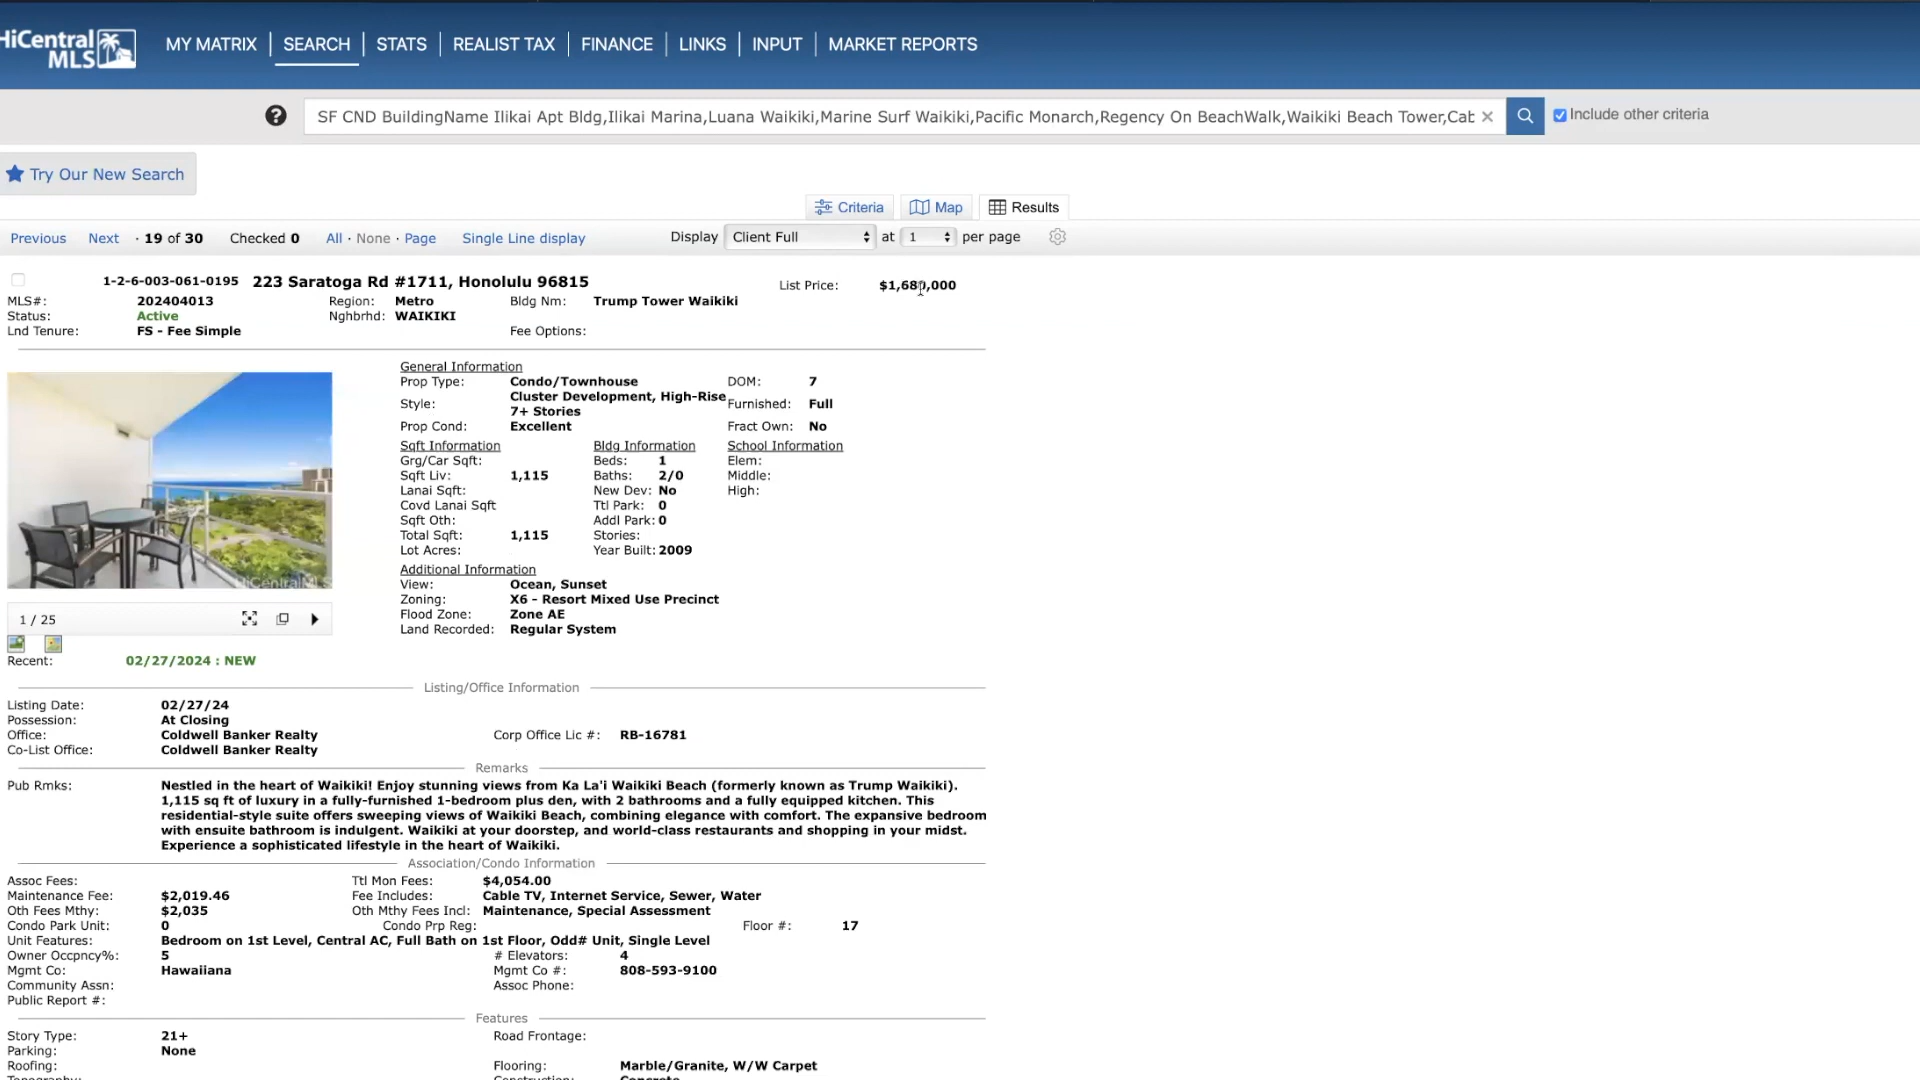 HiCentral MLS MY MATRIX SEARCH STATS REALIST TAX FINANCE LINKS INPUT MARKET REPORTS
SF CND BuildingName Ilikai Apt Bldg,Ilikai Marina,Luana Waikiki,Marine Surf Waikiki,Pacific Monarch,Regency On BeachWalk,Waikiki Beach Tower,Cab Include other criteria
Try Our New Search
Criteria Map Results
Previous Next · 19 of 30 Checked 0 All · None · Page Single Line display Display Client Full at 1 per page
1-2-6-003-061-0195 223 Saratoga Rd #1711, Honolulu 96815 List Price: $1,680,000
MLS#: 202404013 Region: Metro Bldg Nm: Trump Tower Waikiki
Status: Active Nghbrhd: WAIKIKI
Lnd Tenure: FS - Fee Simple Fee Options:
General Information
Prop Type: Condo/Townhouse DOM: 7
Style: Cluster Development, High-Rise 7+ Stories Furnished: Full
Prop Cond: Excellent Fract Own: No
Sqft Information Bldg Information School Information
Grg/Car Sqft: Beds: 1 Elem:
Sqft Liv: 1,115 Baths: 2/0 Middle:
Lanai Sqft: New Dev: No High:
Covd Lanai Sqft Ttl Park: 0
Sqft Oth: Addl Park: 0
Total Sqft: 1,115 Stories:
Lot Acres: Year Built: 2009
Additional Information
View: Ocean, Sunset
Zoning: X6 - Resort Mixed Use Precinct
Flood Zone: Zone AE
Land Recorded: Regular System
HiCentralMLS
1 / 25
Recent: 02/27/2024 : NEW
Listing/Office Information
Listing Date: 02/27/24
Possession: At Closing
Office: Coldwell Banker Realty Corp Office Lic #: RB-16781
Co-List Office: Coldwell Banker Realty
Remarks
Pub Rmks: Nestled in the heart of Waikiki! Enjoy stunning views from Ka La'i Waikiki Beach (formerly known as Trump Waikiki).
1,115 sq ft of luxury in a fully-furnished 1-bedroom plus den, with 2 bathrooms and a fully equipped kitchen. This
residential-style suite offers sweeping views of Waikiki Beach, combining elegance with comfort. The expansive bedroom
with ensuite bathroom is indulgent. Waikiki at your doorstep, and world-class restaurants and shopping in your midst.
Experience a sophisticated lifestyle in the heart of Waikiki.
Association/Condo Information
Assoc Fees: Ttl Mon Fees: $4,054.00
Maintenance Fee: $2,019.46 Fee Includes: Cable TV, Internet Service, Sewer, Water
Oth Fees Mthy: $2,035 Oth Mthy Fees Incl: Maintenance, Special Assessment
Condo Park Unit: 0 Condo Prp Reg: Floor #: 17
Unit Features: Bedroom on 1st Level, Central AC, Full Bath on 1st Floor, Odd# Unit, Single Level
Owner Occpncy%: 5 # Elevators: 4
Mgmt Co: Hawaiiana Mgmt Co #: 808-593-9100
Community Assn: Assoc Phone:
Public Report #:
Features
Story Type: 21+ Road Frontage:
Parking: None
Roofing: Flooring: Marble/Granite, W/W Carpet